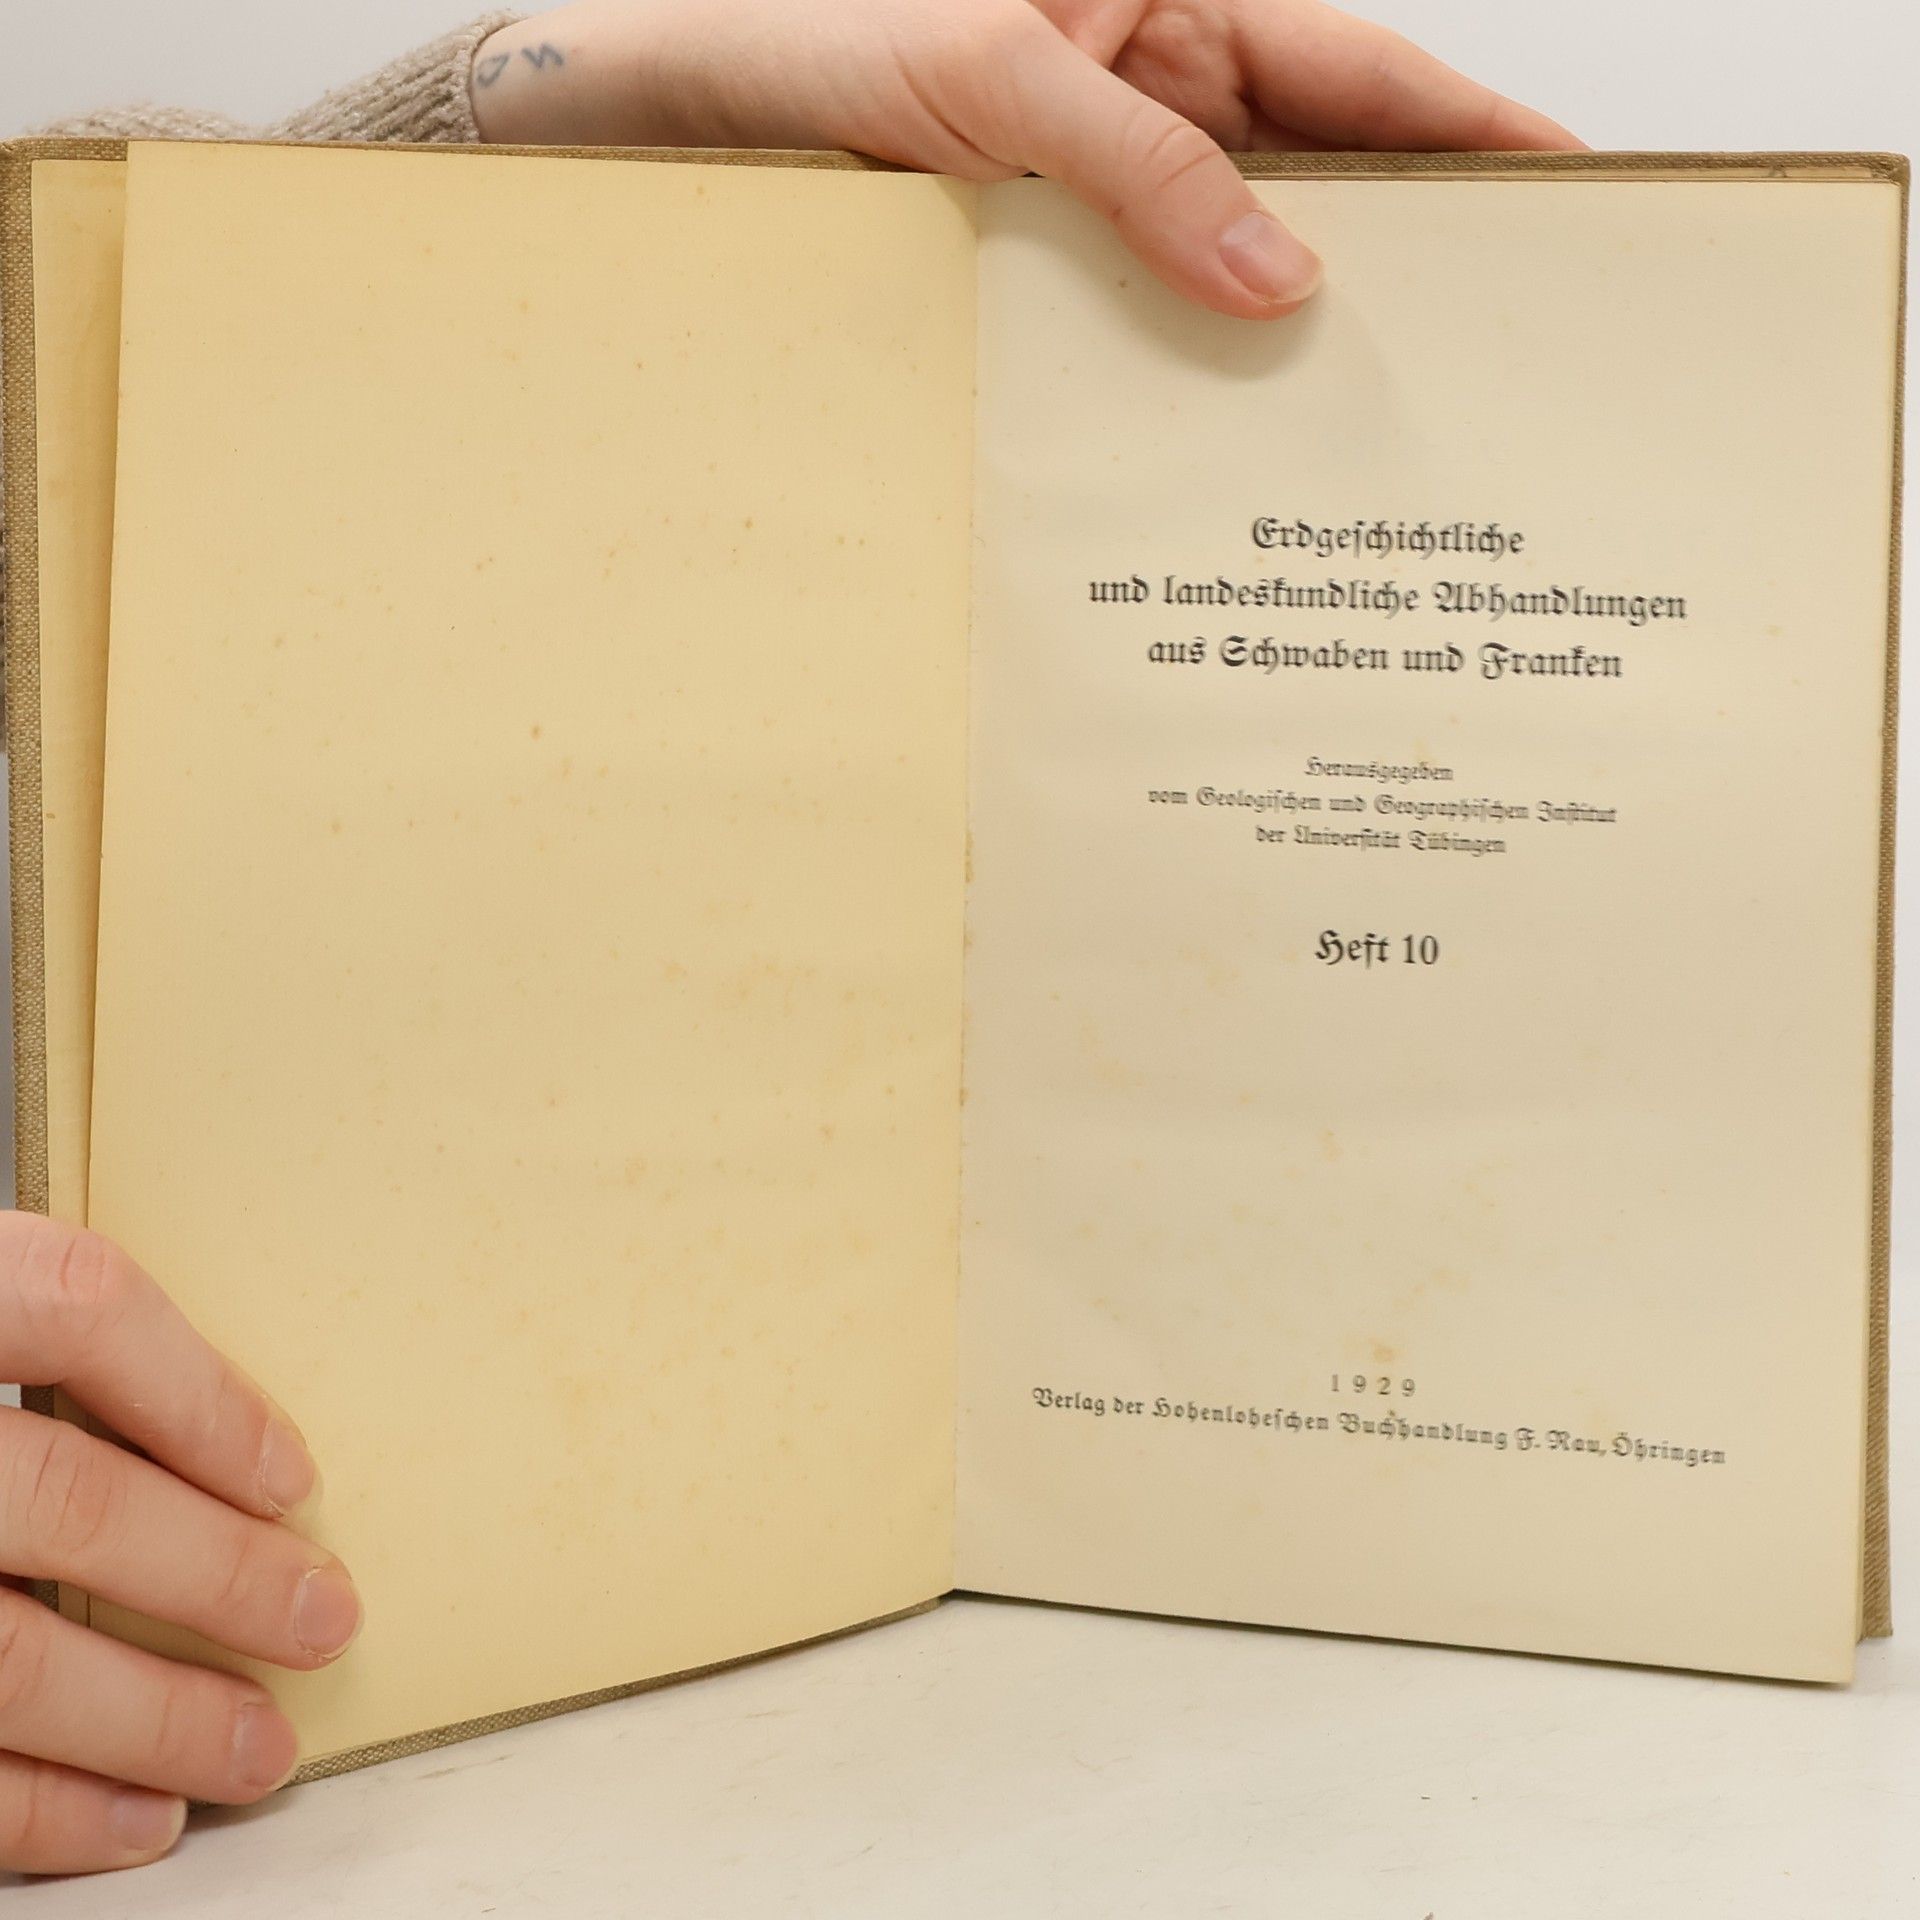 Erdgeschichtliche
und landeskundliche Abhandlungen
aus Schwaben und Franken
Herausgegeben
vom Geologischen und Geographischen Institut
der Universität Tübingen
Heft 10
1929
Verlag der Hohenloheschen Buchhandlung F. Rau, Öhringen